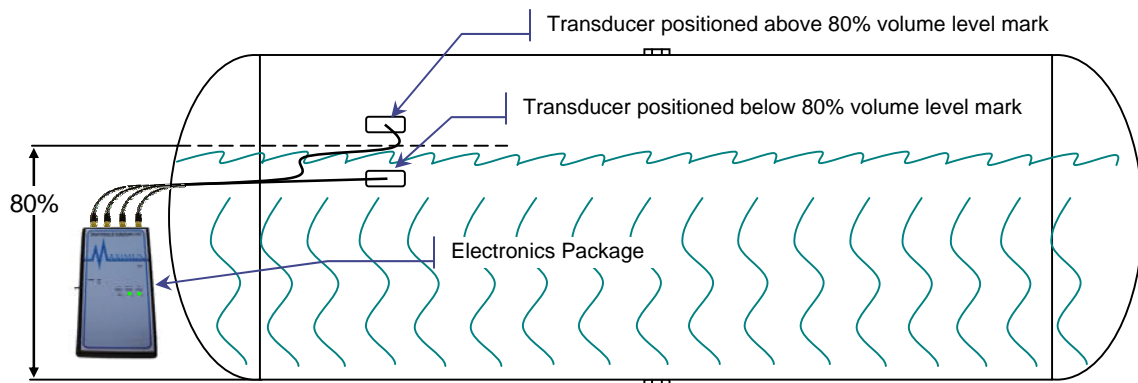 Transducer positioned above 80% volume level mark
Transducer positioned below 80% volume level mark
80%
Electronics Package